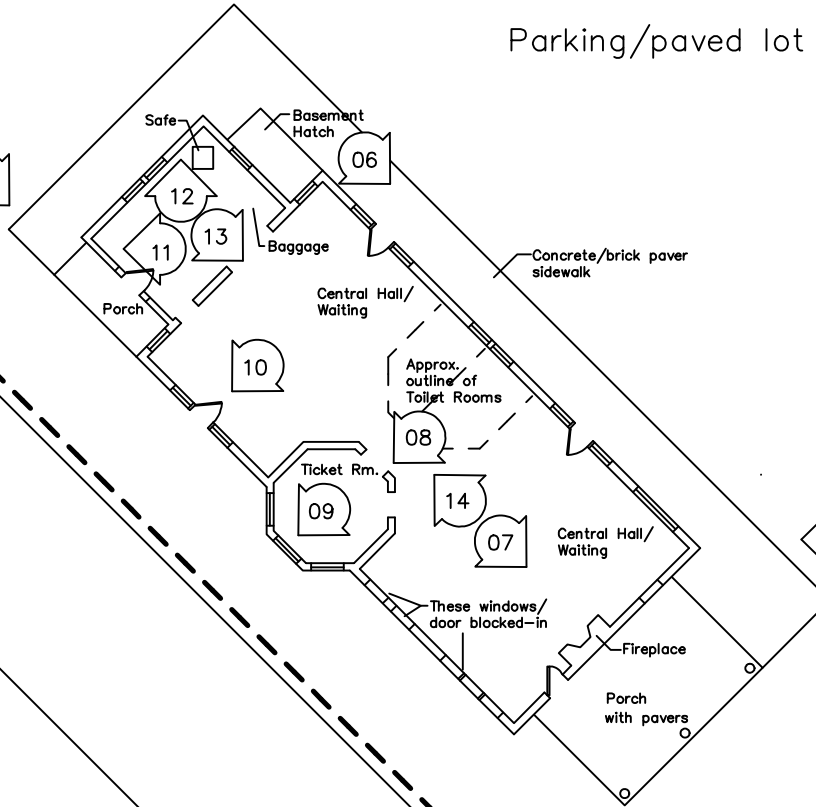 Parking/paved lot
Safe
Basement
Hatch
06
12
13
11
Baggage
Concrete/brick paver
sidewalk
Central Hall/
Waiting
Porch
10
Approx.
outline of
Toilet Rooms
08
Ticket Rm.
09
14
07
Central Hall/
Waiting
These windows/
door blocked-in
Fireplace
Porch
with pavers